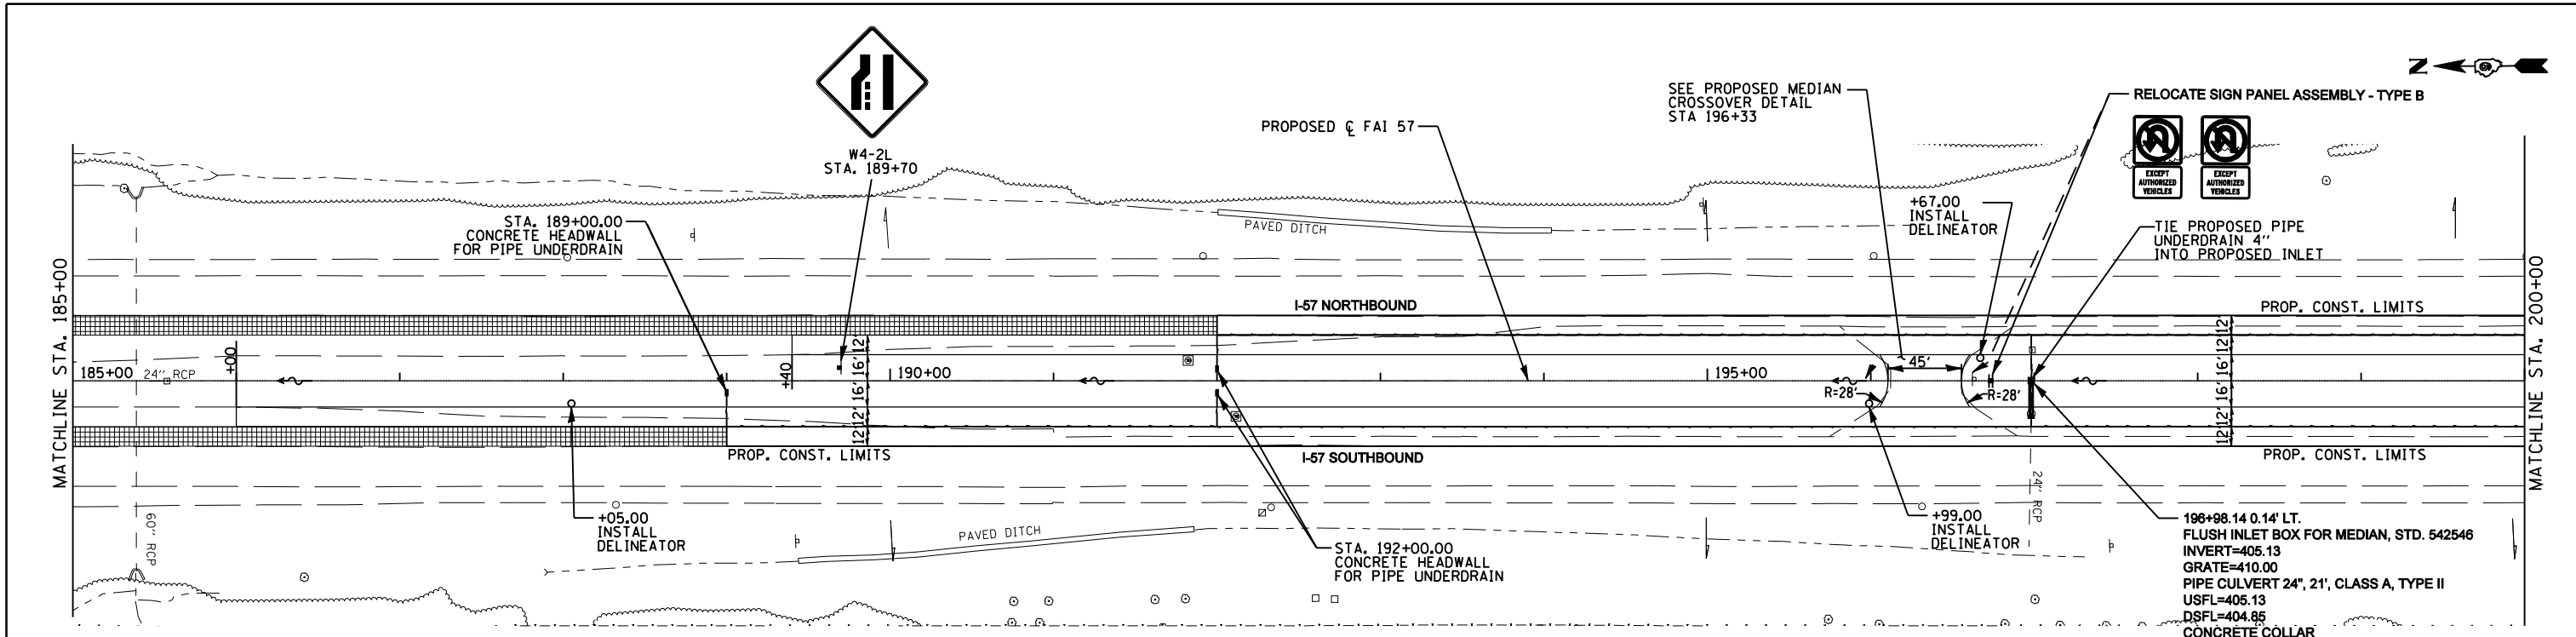 N
W4-2L
STA. 189+70
SEE PROPOSED MEDIAN
CROSSOVER DETAIL
STA 196+33
RELOCATE SIGN PANEL ASSEMBLY - TYPE B
PROPOSED ℄ FAI 57
EXCEPT
AUTHORIZED
VEHICLES
EXCEPT
AUTHORIZED
VEHICLES
STA. 189+00.00
CONCRETE HEADWALL
FOR PIPE UNDERDRAIN
PAVED DITCH
+67.00
INSTALL
DELINEATOR
TIE PROPOSED PIPE
UNDERDRAIN 4''
INTO PROPOSED INLET
MATCHLINE STA. 185+00
MATCHLINE STA. 200+00
I-57 NORTHBOUND
PROP. CONST. LIMITS
185+00
24'' RCP
+00
+40
12'
16'
16'
12'
12'
190+00
195+00
45'
R=28'
R=28'
12'
12'
16'
16'
12'
12'
PROP. CONST. LIMITS
I-57 SOUTHBOUND
PROP. CONST. LIMITS
60'' RCP
+05.00
INSTALL
DELINEATOR
PAVED DITCH
STA. 192+00.00
CONCRETE HEADWALL
FOR PIPE UNDERDRAIN
+99.00
INSTALL
DELINEATOR
24'' RCP
196+98.14 0.14' LT.
FLUSH INLET BOX FOR MEDIAN, STD. 542546
INVERT=405.13
GRATE=410.00
PIPE CULVERT 24", 21', CLASS A, TYPE II
USFL=405.13
DSFL=404.85
CONCRETE COLLAR